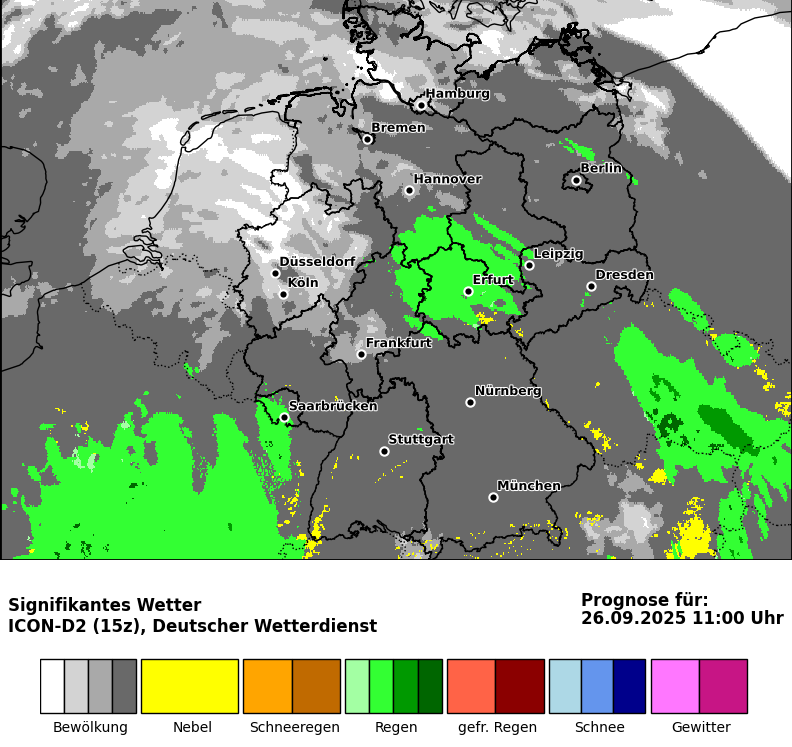 Hamburg
Bremen
Berlin
Hannover
Düsseldorf
Leipzig
Köln
Erfurt
Dresden
Frankfurt
Nürnberg
Saarbrücken
Stuttgart
München
Signifikantes Wetter
ICON-D2 (15z), Deutscher Wetterdienst
Prognose für:
26.09.2025 11:00 Uhr
Bewölkung
Nebel
Schneeregen
Regen
gefr. Regen
Schnee
Gewitter